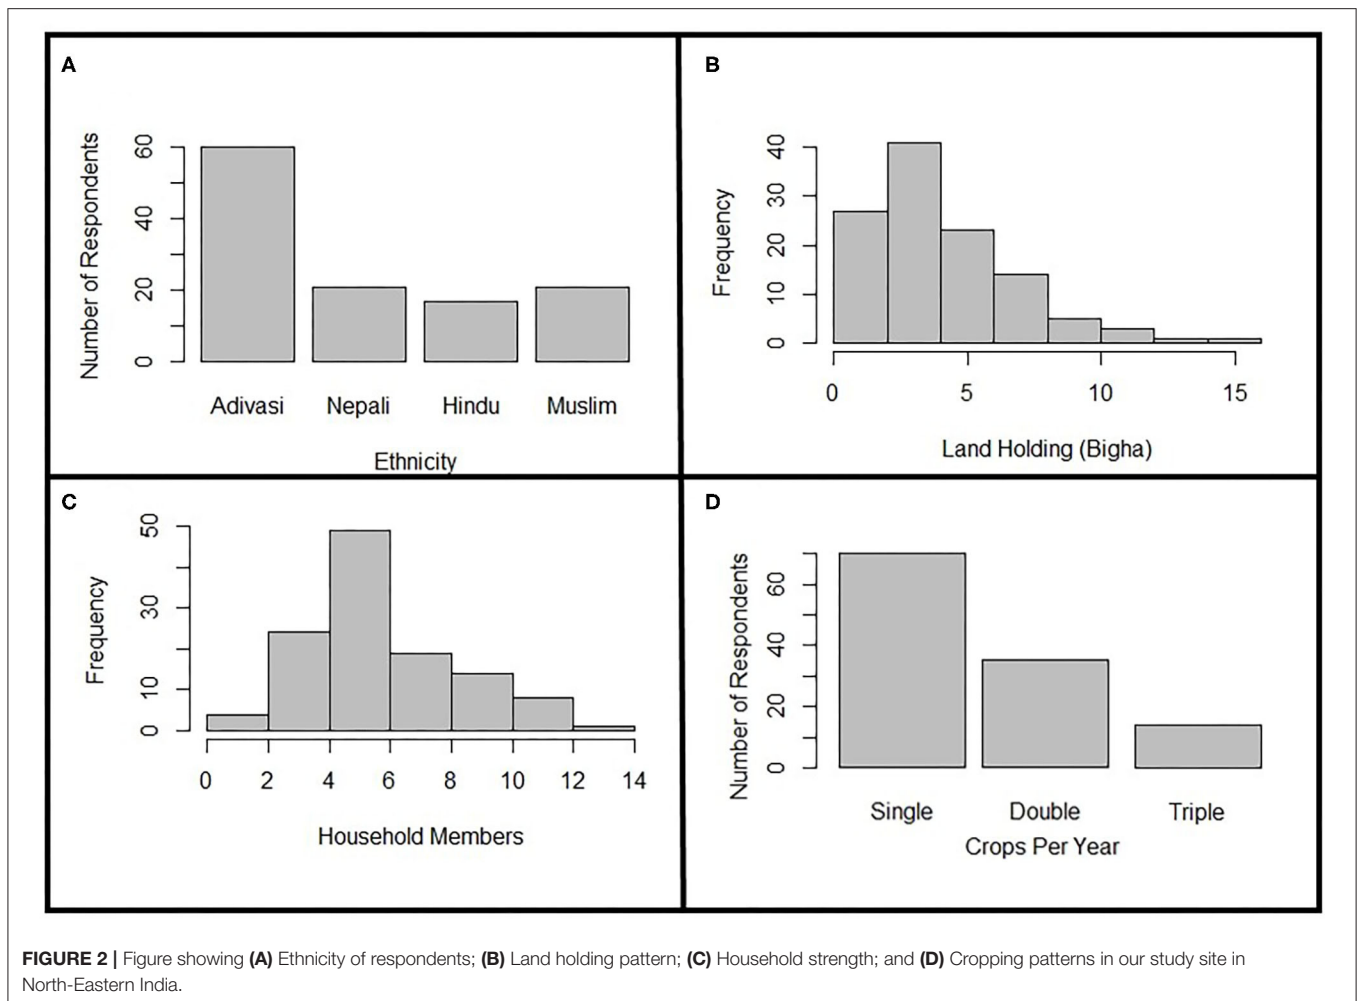 A
Number of Respondents
60
40
20
0
Adivasi Nepali Hindu Muslim
Ethnicity
B
Frequency
40
30
20
10
0
0 5 10 15
Land Holding (Bigha)
C
Frequency
50
30
10
0
0 2 4 6 8 10 12 14
Household Members
D
Number of Respondents
60
40
20
0
Single Double Triple
Crops Per Year
FIGURE 2 | Figure showing (A) Ethnicity of respondents; (B) Land holding pattern; (C) Household strength; and (D) Cropping patterns in our study site in
North-Eastern India.